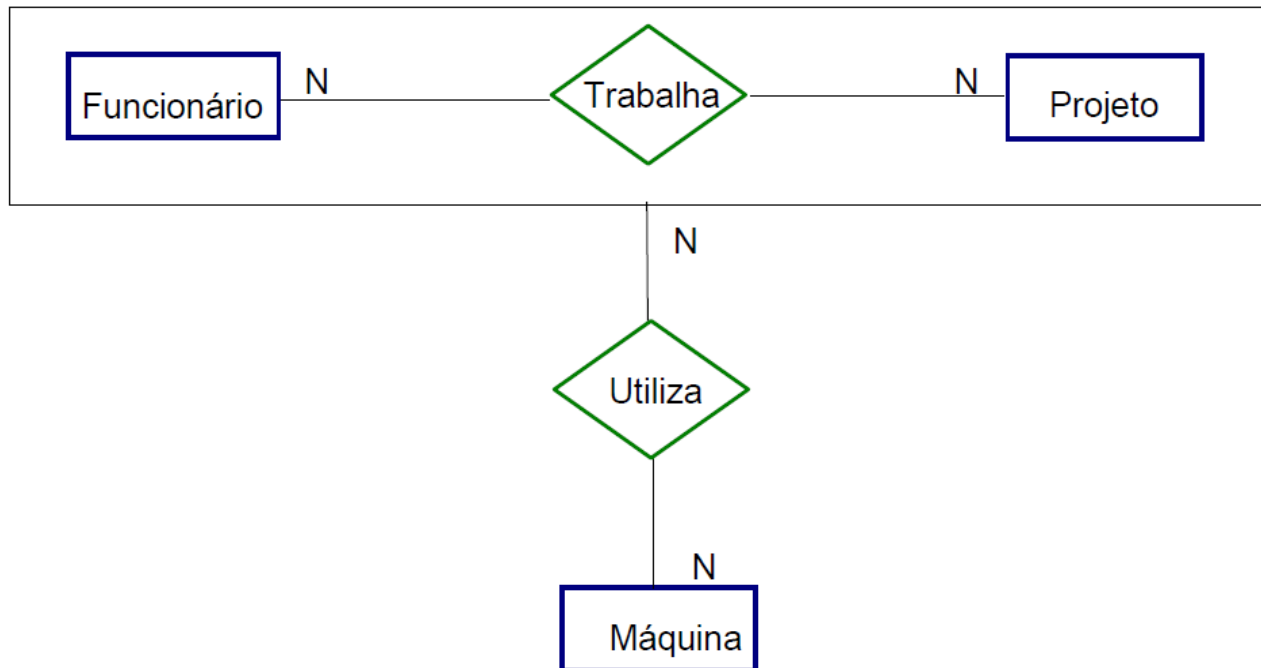 Funcionário
N
Trabalha
N
Projeto
N
Utiliza
N
Máquina